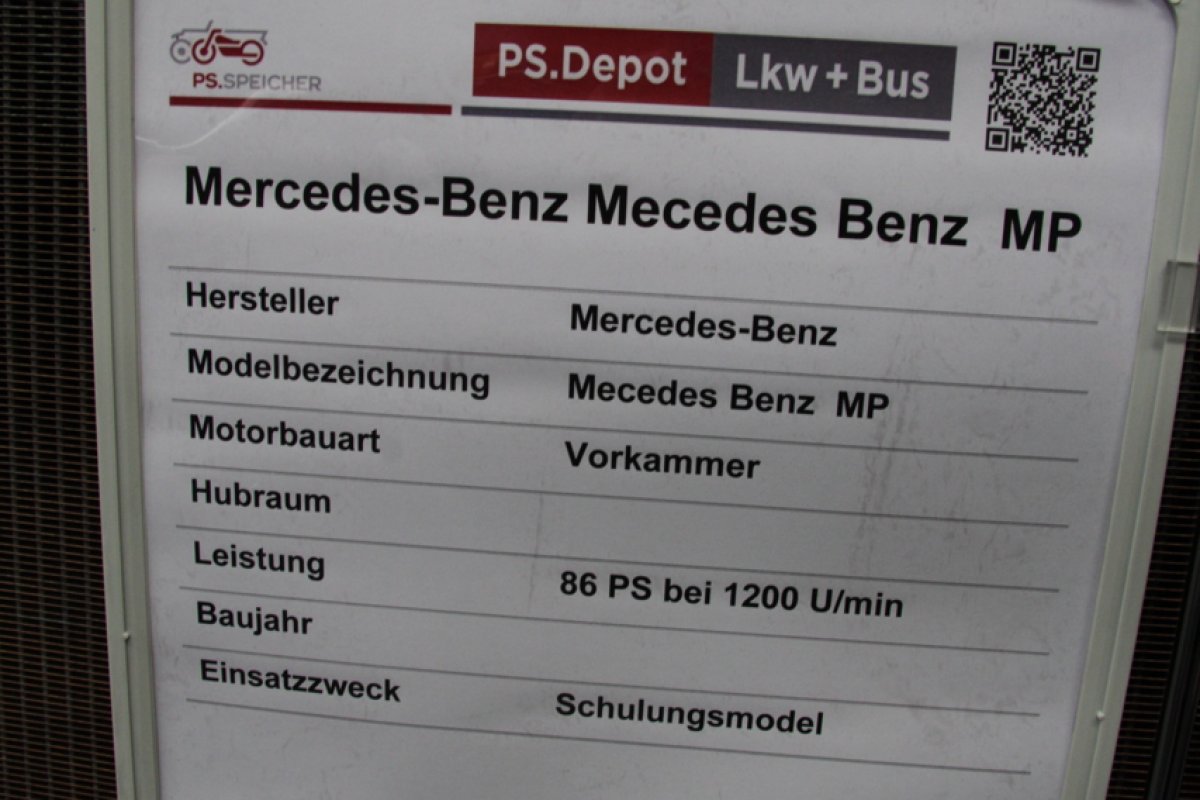 PS.SPEICHER
PS.Depot Lkw + Bus
Mercedes-Benz Mecedes Benz MP
Hersteller Mercedes-Benz
Modelbezeichnung Mecedes Benz MP
Motorbauart Vorkammer
Hubraum
Leistung 86 PS bei 1200 U/min
Baujahr
Einsatzzweck Schulungsmodel